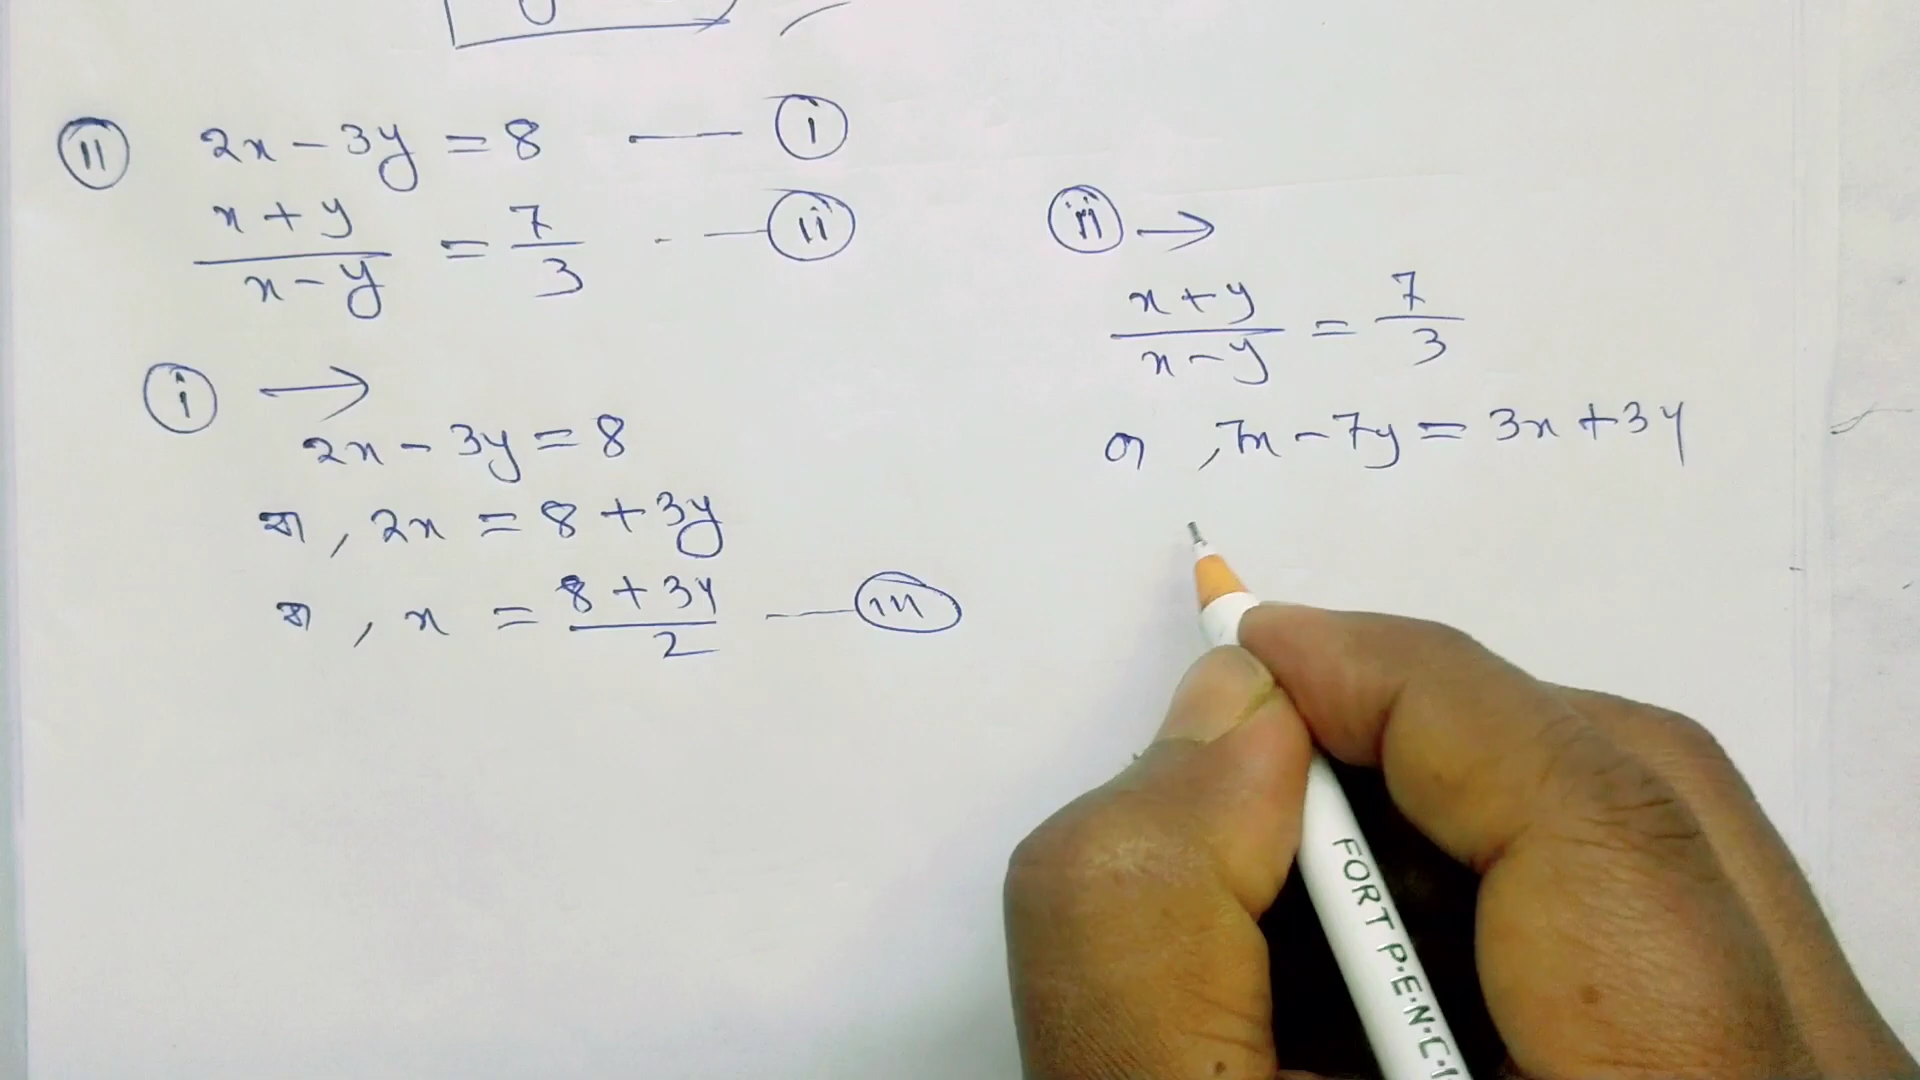 (ii) 2x - 3y = 8 —— (i)
(x + y)/(x - y) = 7/3 - — (ii)
(i) →
2x - 3y = 8
বা, 2x = 8 + 3y
বা, x = (8 + 3y)/2 —— (iii)
(ii) →
(x + y)/(x - y) = 7/3
or, 7x - 7y = 3x + 3y
FORT P·E·N·C·I